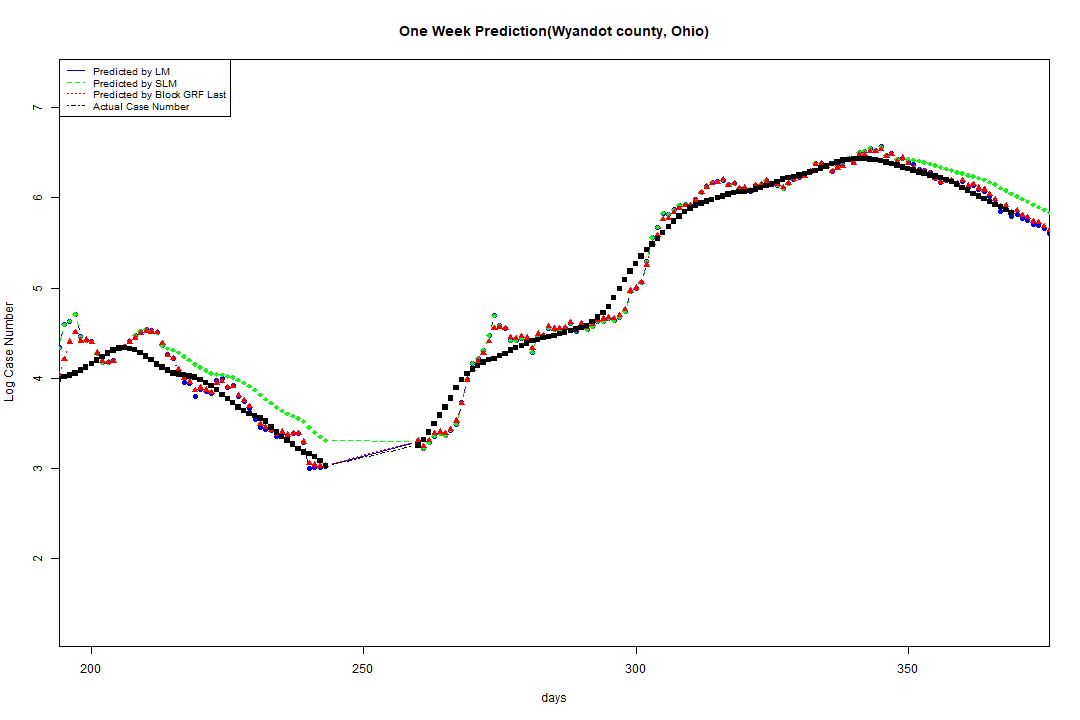 One Week Prediction(Wyandot county, Ohio)
Predicted by LM
Predicted by SLM
Predicted by Block GRF Last
Actual Case Number
7
6
5
4
3
2
Log Case Number
200
250
300
350
days